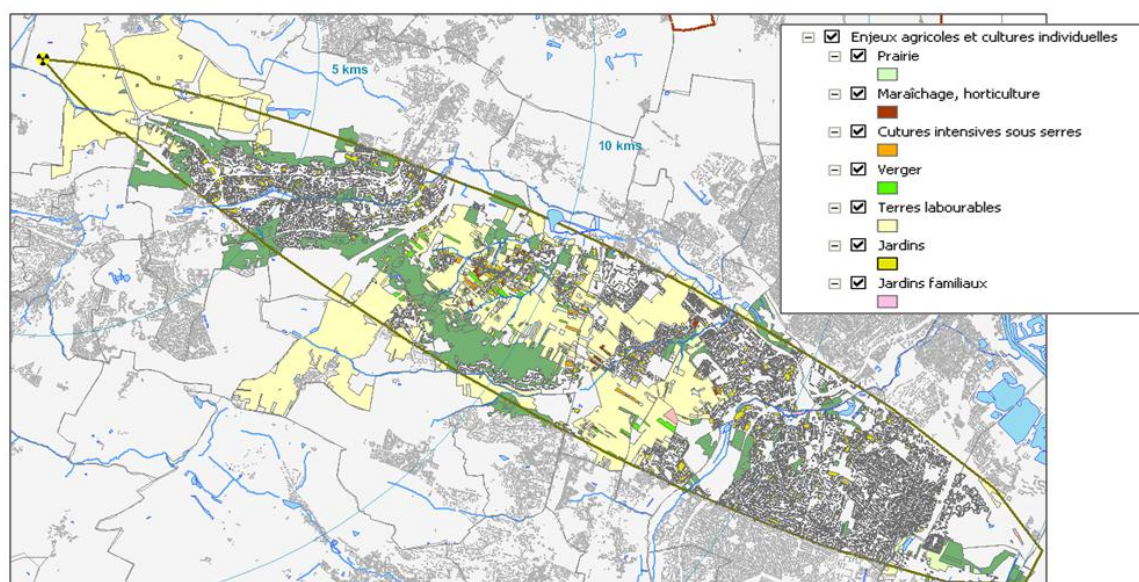 5 kms
10 kms
Enjeux agricoles et cultures individuelles
Prairie
Maraîchage, horticulture
Cutures intensives sous serres
Verger
Terres labourables
Jardins
Jardins familiaux